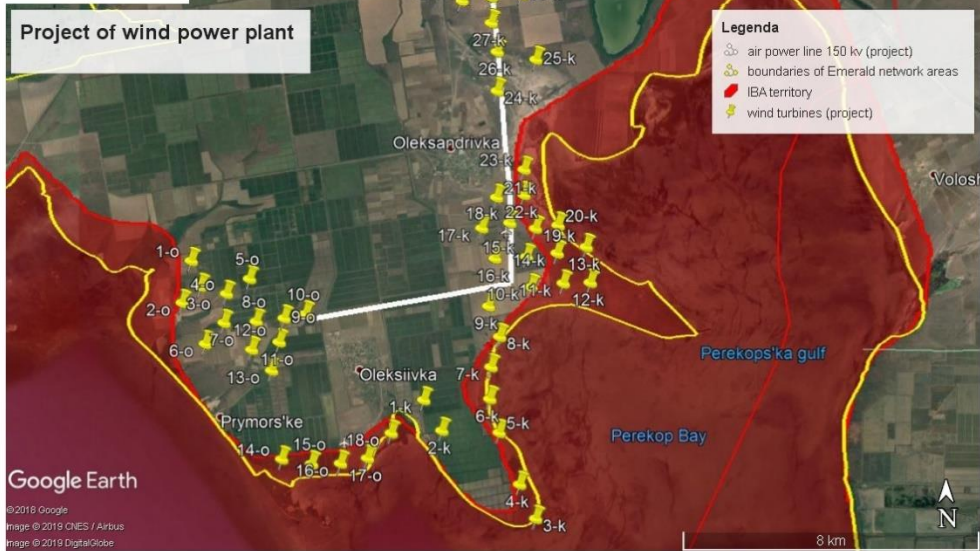 Project of wind power plant
Legenda
air power line 150 kv (project)
boundaries of Emerald network areas
IBA territory
wind turbines (project)
27-k
25-k
26-k
24-k
Oleksandrivka
23-k
Volosh
21-k
18-k
22-k
20-k
17-k
19-k
15-k
14-k
13-k
16-k
10-k
11-k
12-k
1-o
5-o
4-o
2-o
3-o
8-o
10-o
9-o
12-o
7-o
6-o
11-o
13-o
9-k
8-k
7-k
Perekops'ka gulf
Oleksiivka
1-k
6-k
5-k
2-k
Perekop Bay
Prymors'ke
14-o
15-o
18-o
16-o
17-o
4-k
3-k
Google Earth
©2018 Google
Image © 2019 CNES / Airbus
Image © 2019 DigitalGlobe
N
8 km